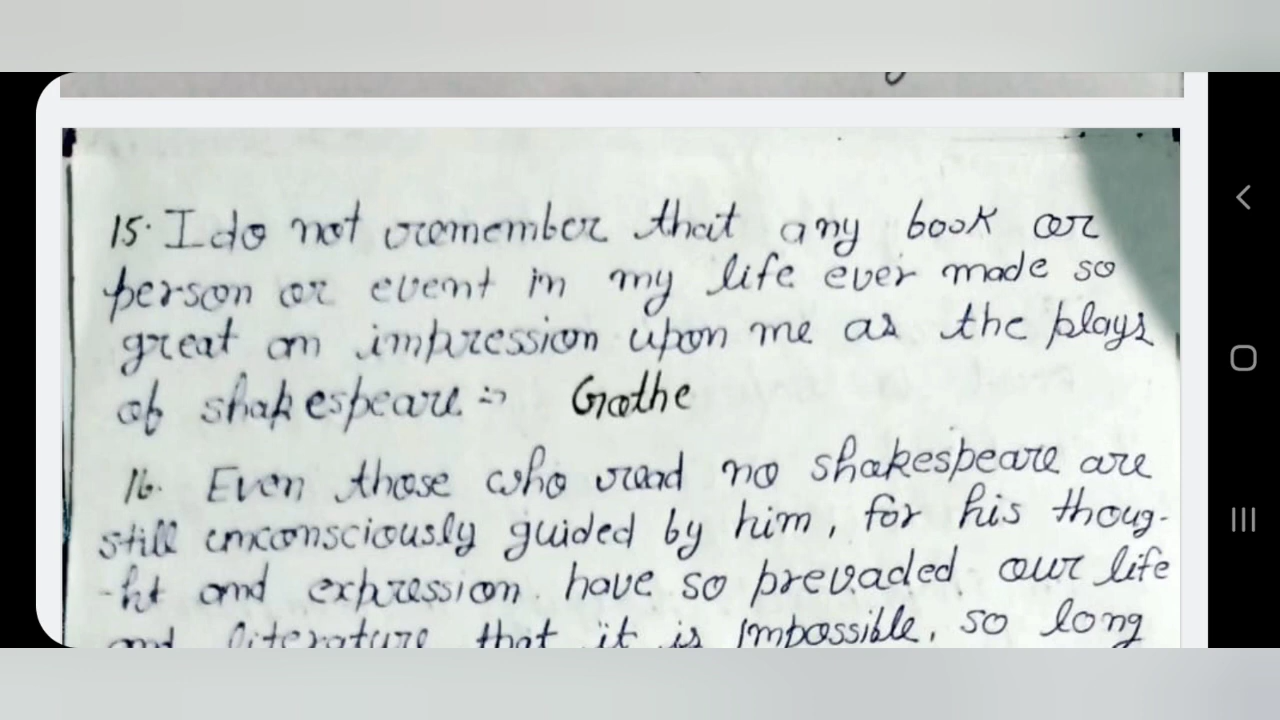 15. I do not remember that any book or
person or event in my life ever made so
great an impression upon me as the plays
of shakespeare :- Goethe
16. Even those who read no shakespeare are
still unconsciously guided by him, for his thoug-
-ht and expression have so prevaded our life
and literature that it is impossible, so long